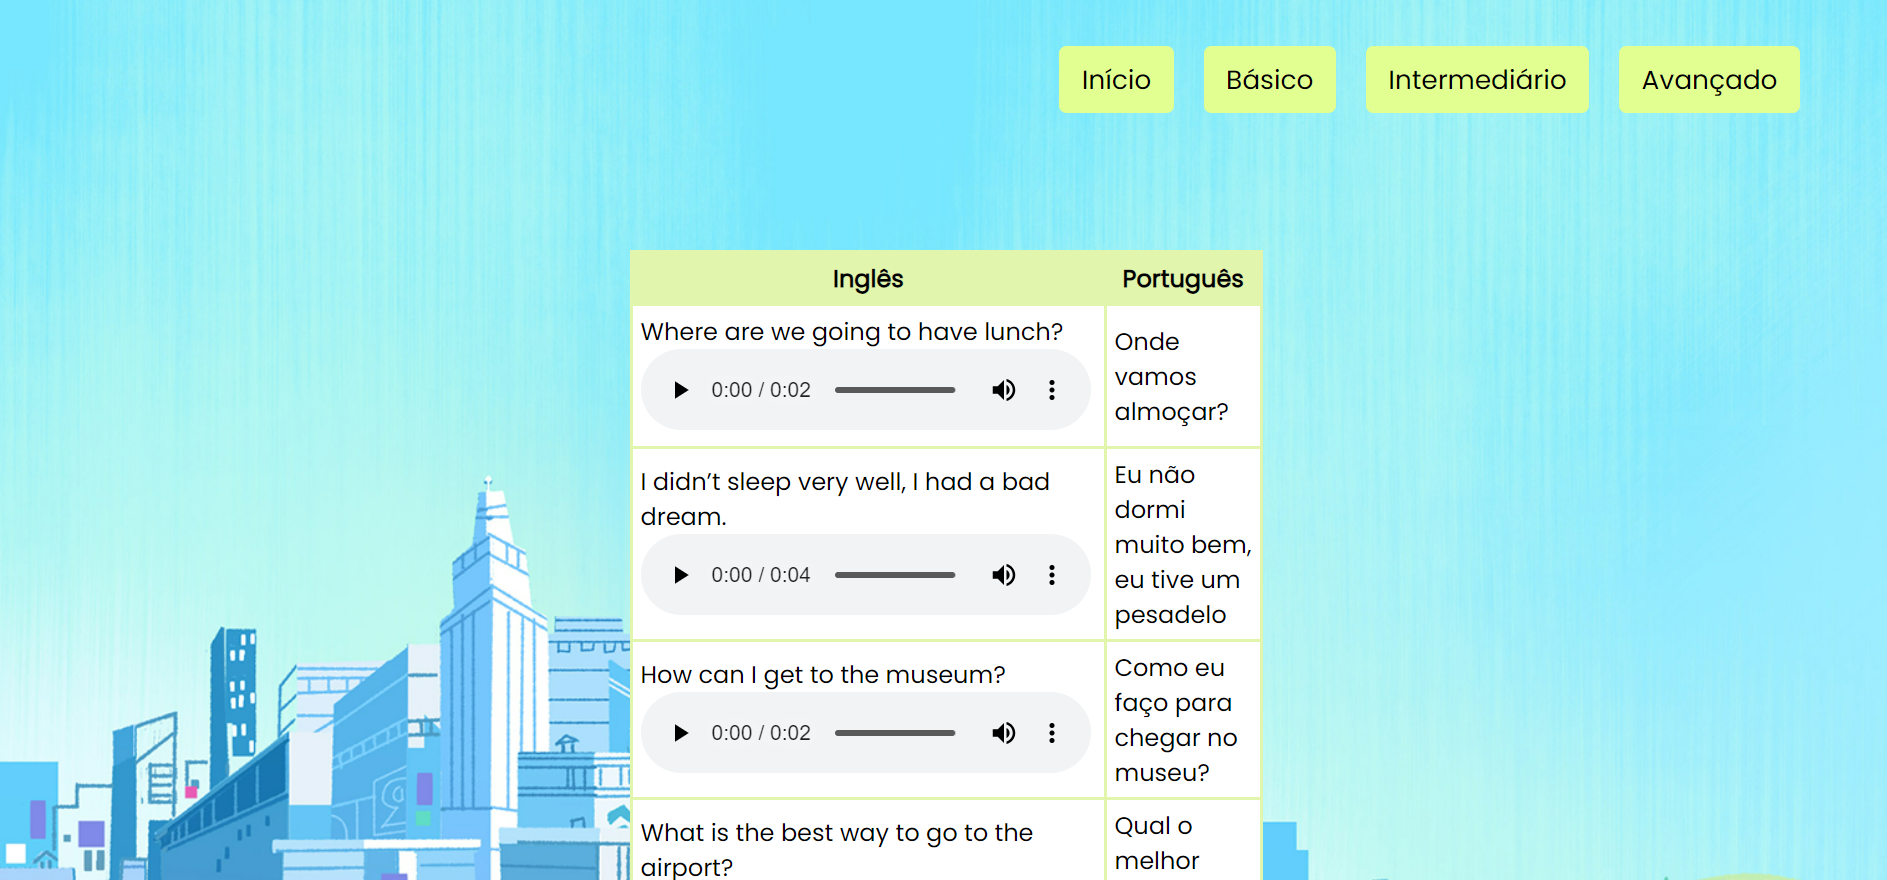 Início Básico Intermediário Avançado
Inglês Português
Where are we going to have lunch?
0:00 / 0:02
Onde
vamos
almoçar?
I didn’t sleep very well, I had a bad
dream.
0:00 / 0:04
Eu não
dormi
muito bem,
eu tive um
pesadelo
How can I get to the museum?
0:00 / 0:02
Como eu
faço para
chegar no
museu?
What is the best way to go to the
airport?
Qual o
melhor